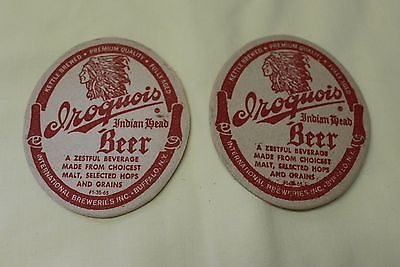 KETTLE BREWED • PREMIUM QUALITY • FULLY AGED
Iroquois
Indian Head
Beer
A ZESTFUL BEVERAGE
MADE FROM CHOICEST
MALT, SELECTED HOPS
AND GRAINS
INTERNATIONAL BREWERIES INC. - BUFFALO, N.Y.
KETTLE BREWED • PREMIUM QUALITY • FULLY AGED
Iroquois
Indian Head
Beer
A ZESTFUL BEVERAGE
MADE FROM CHOICEST
MALT, SELECTED HOPS
AND GRAINS
INTERNATIONAL BREWERIES INC. - BUFFALO, N.Y.